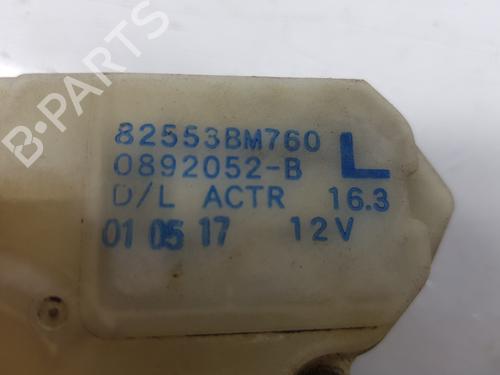 B-PARTS
82553BM760
L
0892052-B
D/L ACTR 16.3
01 05 17 12V